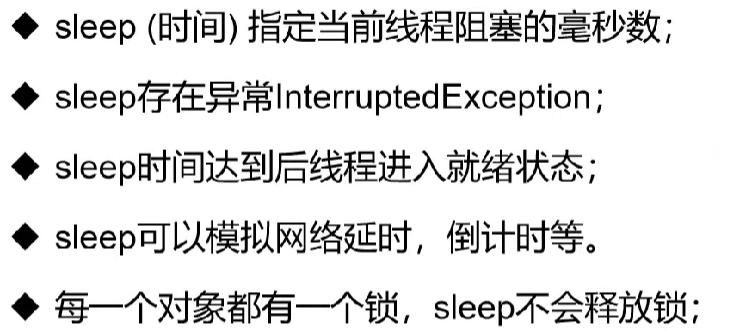 ◆ sleep (时间) 指定当前线程阻塞的毫秒数；
◆ sleep存在异常InterruptedException；
◆ sleep时间达到后线程进入就绪状态；
◆ sleep可以模拟网络延时，倒计时等。
◆ 每一个对象都有一个锁，sleep不会释放锁；